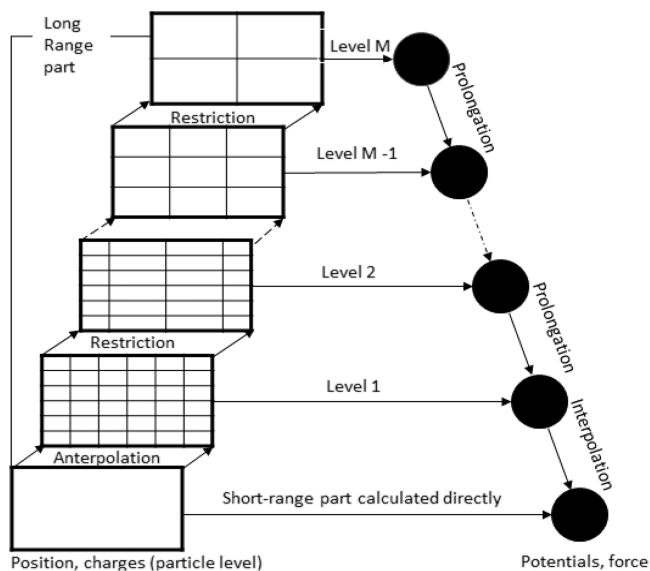 Long
Range
part
Level M
Prolongation
Restriction
Level M -1
Level 2
Prolongation
Restriction
Level 1
Interpolation
Anterpolation
Short-range part calculated directly
Position, charges (particle level)
Potentials, force